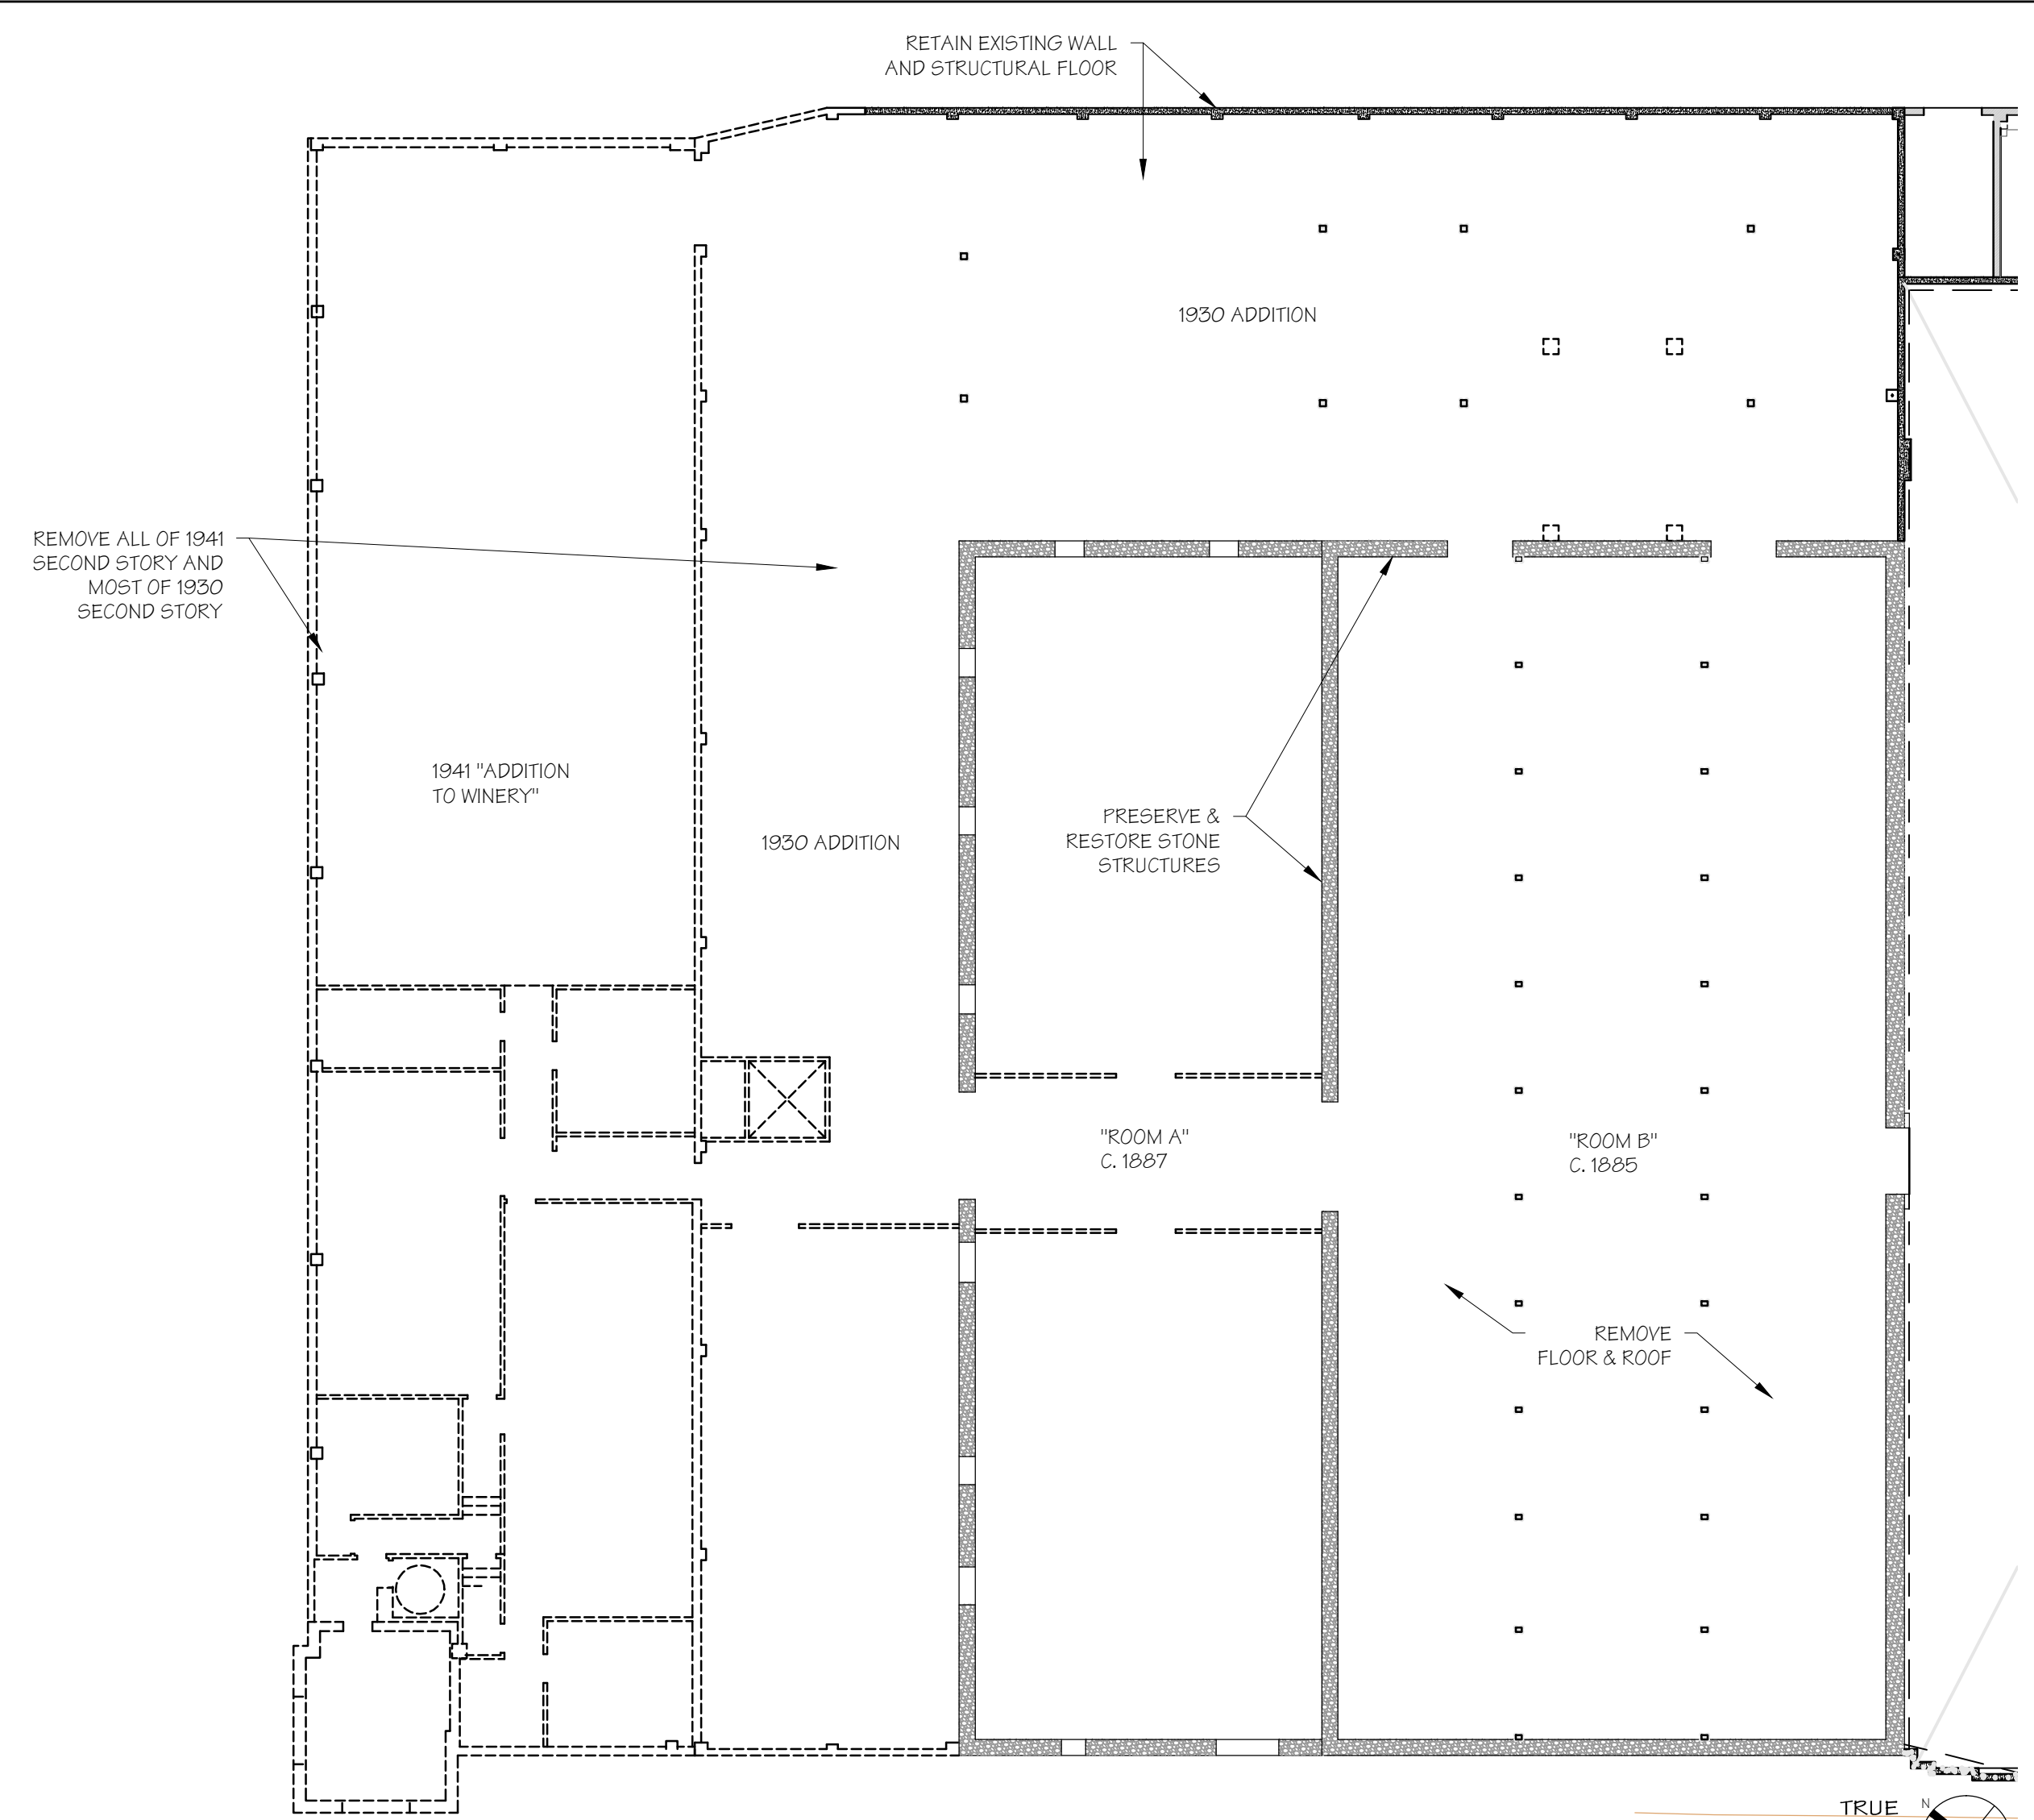 RETAIN EXISTING WALL
AND STRUCTURAL FLOOR
1930 ADDITION
REMOVE ALL OF 1941
SECOND STORY AND
MOST OF 1930
SECOND STORY
1941 "ADDITION
TO WINERY"
1930 ADDITION
PRESERVE &
RESTORE STONE
STRUCTURES
"ROOM A"
C. 1887
"ROOM B"
C. 1885
REMOVE
FLOOR & ROOF
TRUE
N